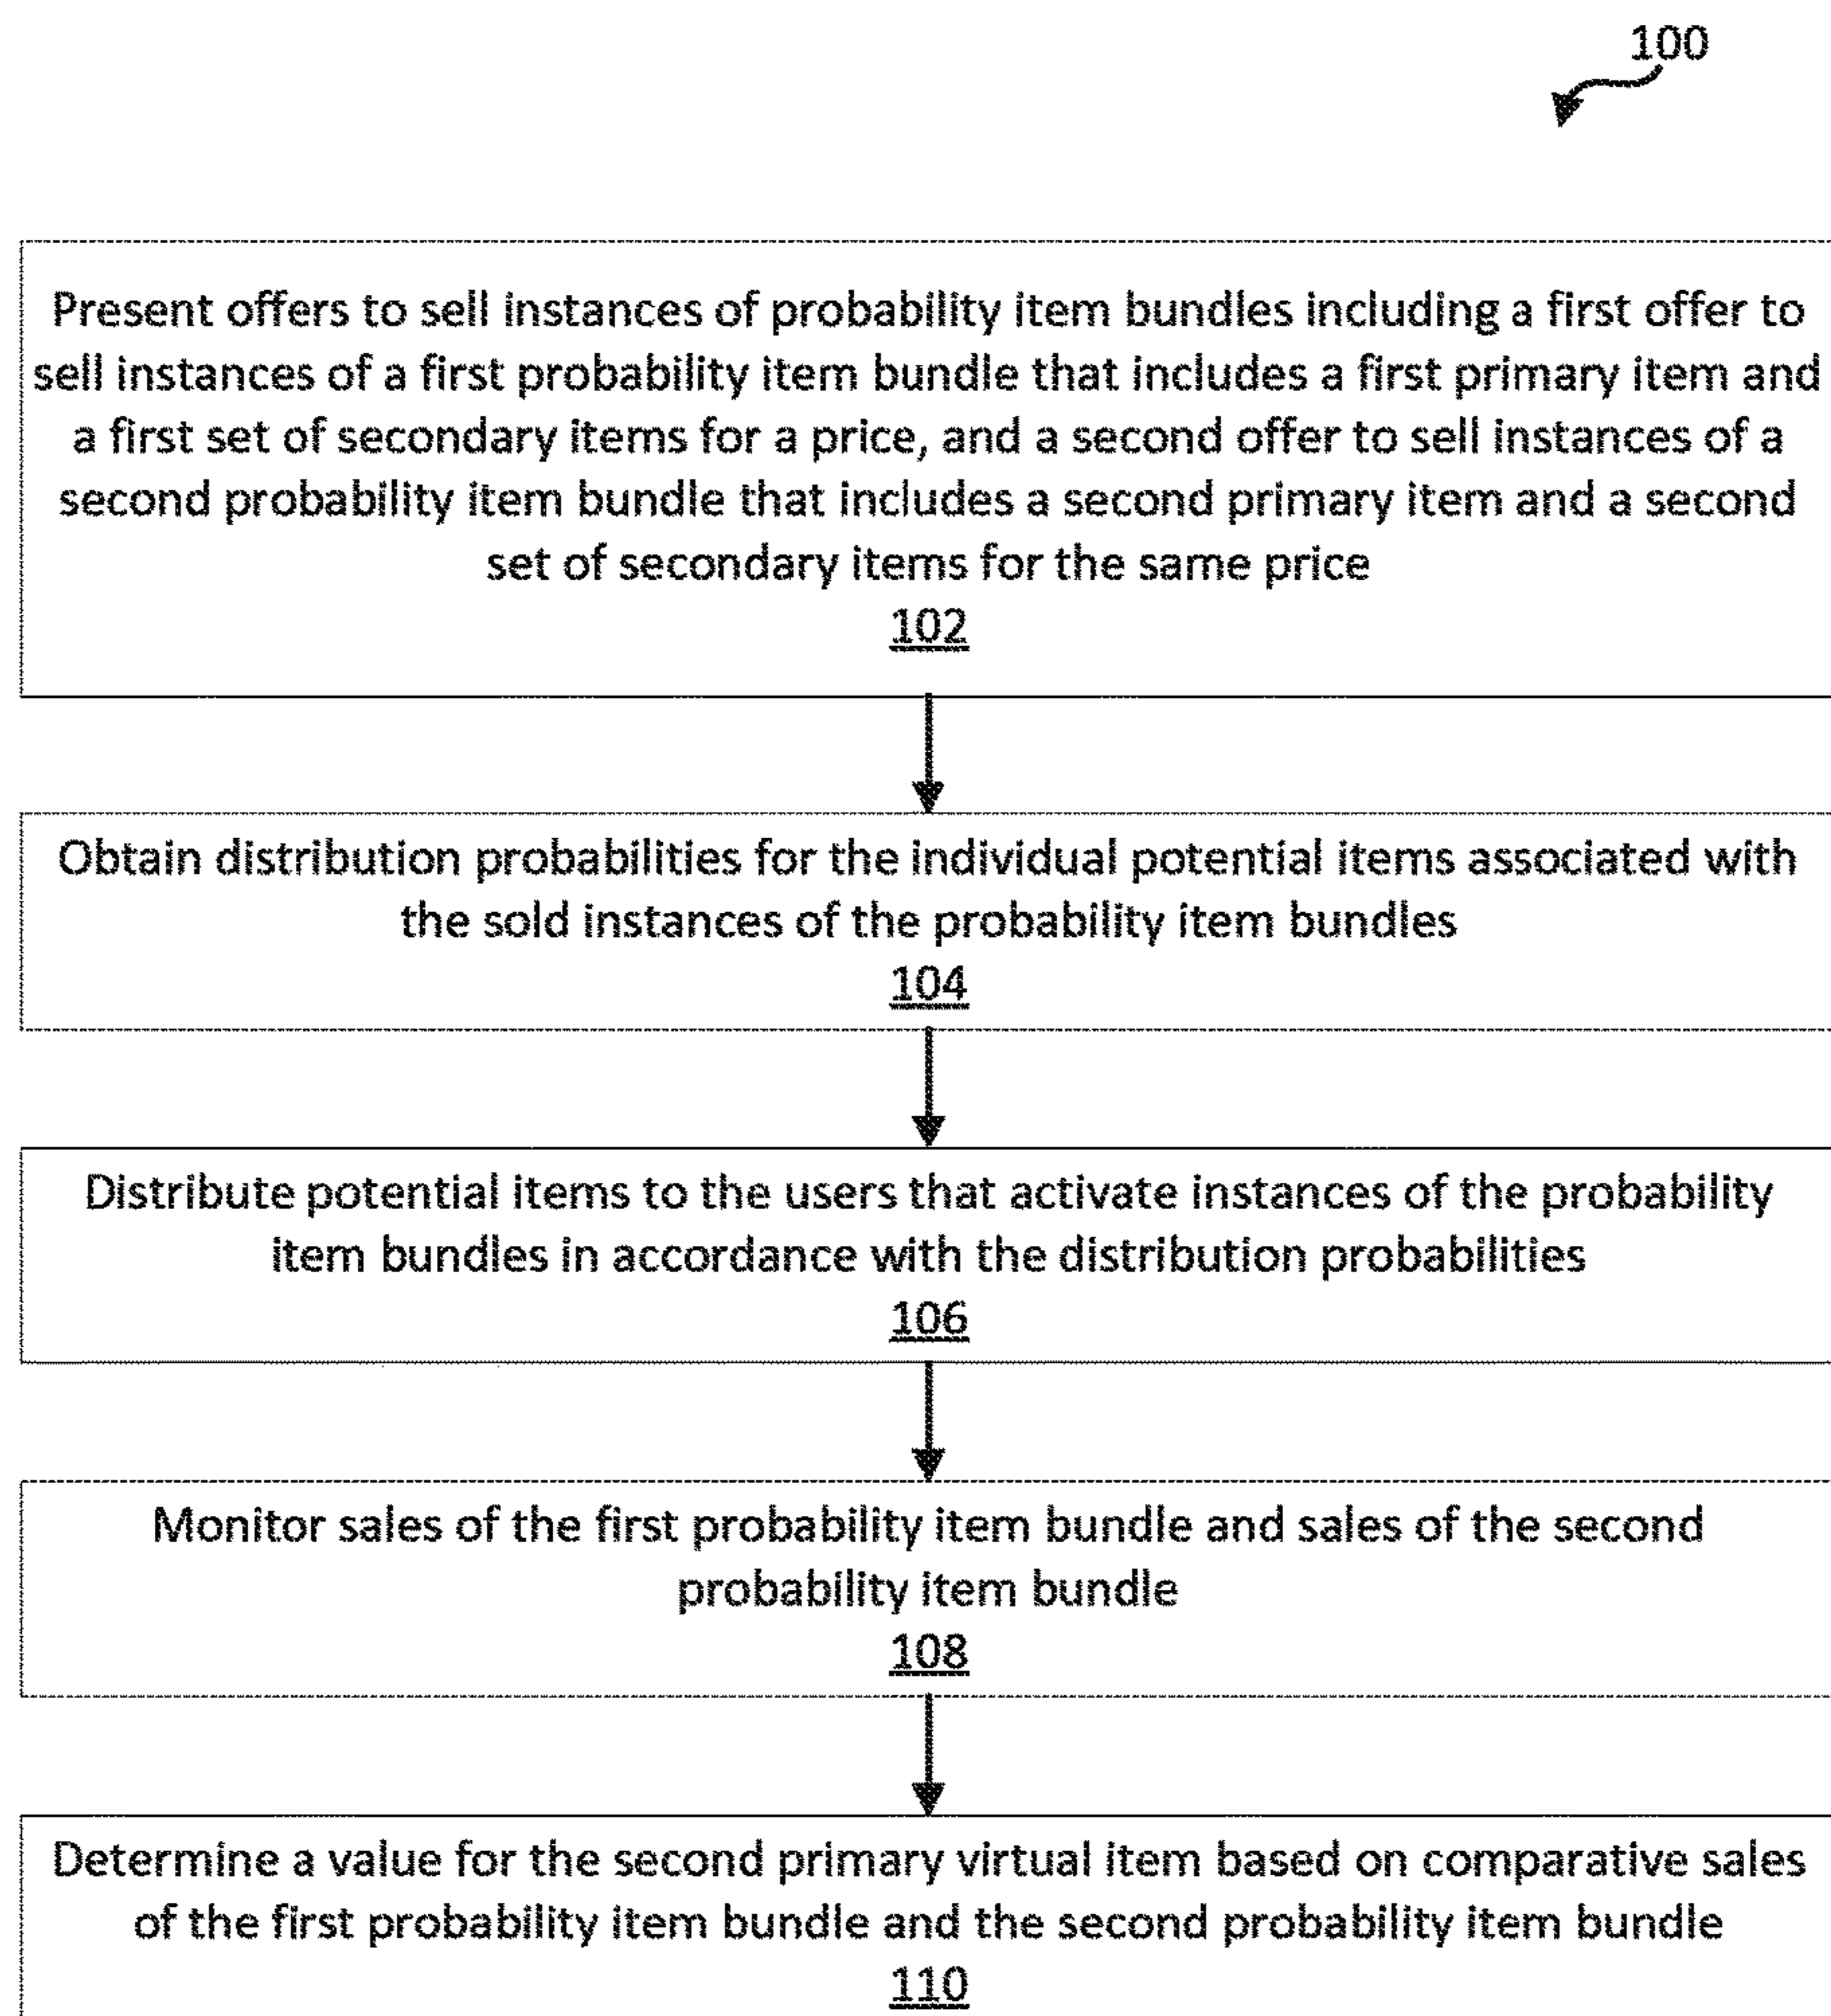 100
Present offers to sell instances of probability item bundles including a first offer to
sell instances of a first probability item bundle that includes a first primary item and
a first set of secondary items for a price, and a second offer to sell instances of a
second probability item bundle that includes a second primary item and a second
set of secondary items for the same price
102
Obtain distribution probabilities for the individual potential items associated with
the sold instances of the probability item bundles
104
Distribute potential items to the users that activate instances of the probability
item bundles in accordance with the distribution probabilities
106
Monitor sales of the first probability item bundle and sales of the second
probability item bundle
108
Determine a value for the second primary virtual item based on comparative sales
of the first probability item bundle and the second probability item bundle
110